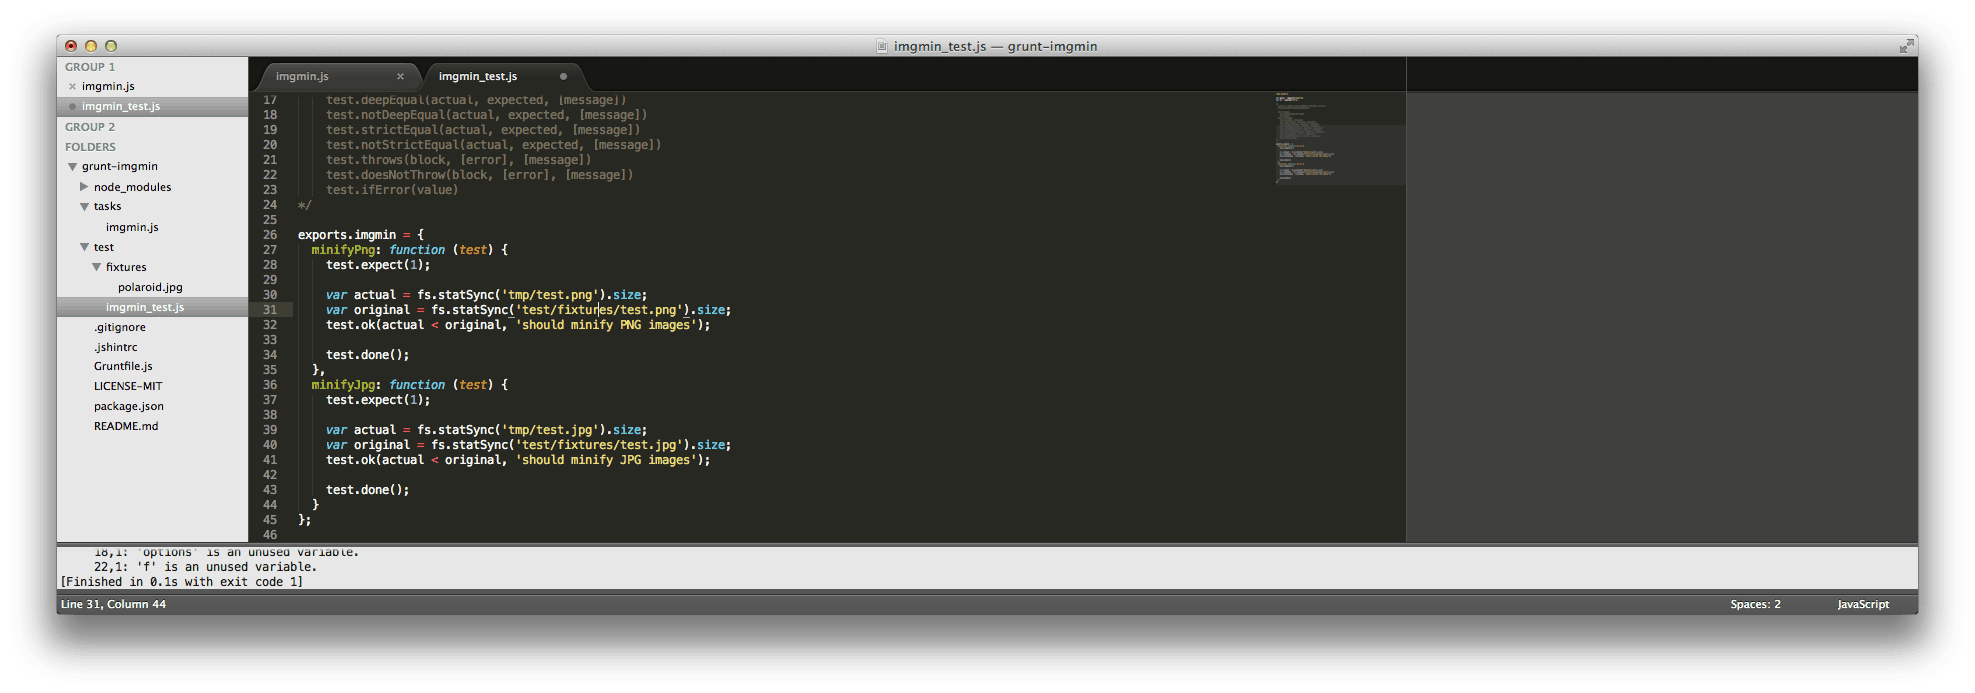 imgmin_test.js — grunt-imgmin
GROUP 1
imgmin.js
imgmin_test.js
GROUP 2
FOLDERS
grunt-imgmin
node_modules
tasks
imgmin.js
test
fixtures
polaroid.jpg
imgmin_test.js
.gitignore
.jshintrc
Gruntfile.js
LICENSE-MIT
package.json
README.md
imgmin.js imgmin_test.js
17 test.deepEqual(actual, expected, [message])
18 test.notDeepEqual(actual, expected, [message])
19 test.strictEqual(actual, expected, [message])
20 test.notStrictEqual(actual, expected, [message])
21 test.throws(block, [error], [message])
22 test.doesNotThrow(block, [error], [message])
23 test.ifError(value)
24 */
25
26 exports.imgmin = {
27 minifyPng: function (test) {
28 test.expect(1);
29
30 var actual = fs.statSync('tmp/test.png').size;
31 var original = fs.statSync('test/fixtures/test.png').size;
32 test.ok(actual < original, 'should minify PNG images');
33
34 test.done();
35 },
36 minifyJpg: function (test) {
37 test.expect(1);
38
39 var actual = fs.statSync('tmp/test.jpg').size;
40 var original = fs.statSync('test/fixtures/test.jpg').size;
41 test.ok(actual < original, 'should minify JPG images');
42
43 test.done();
44 }
45 };
46
18,1: 'options' is an unused variable.
22,1: 'f' is an unused variable.
[Finished in 0.1s with exit code 1]
Line 31, Column 44 Spaces: 2 JavaScript